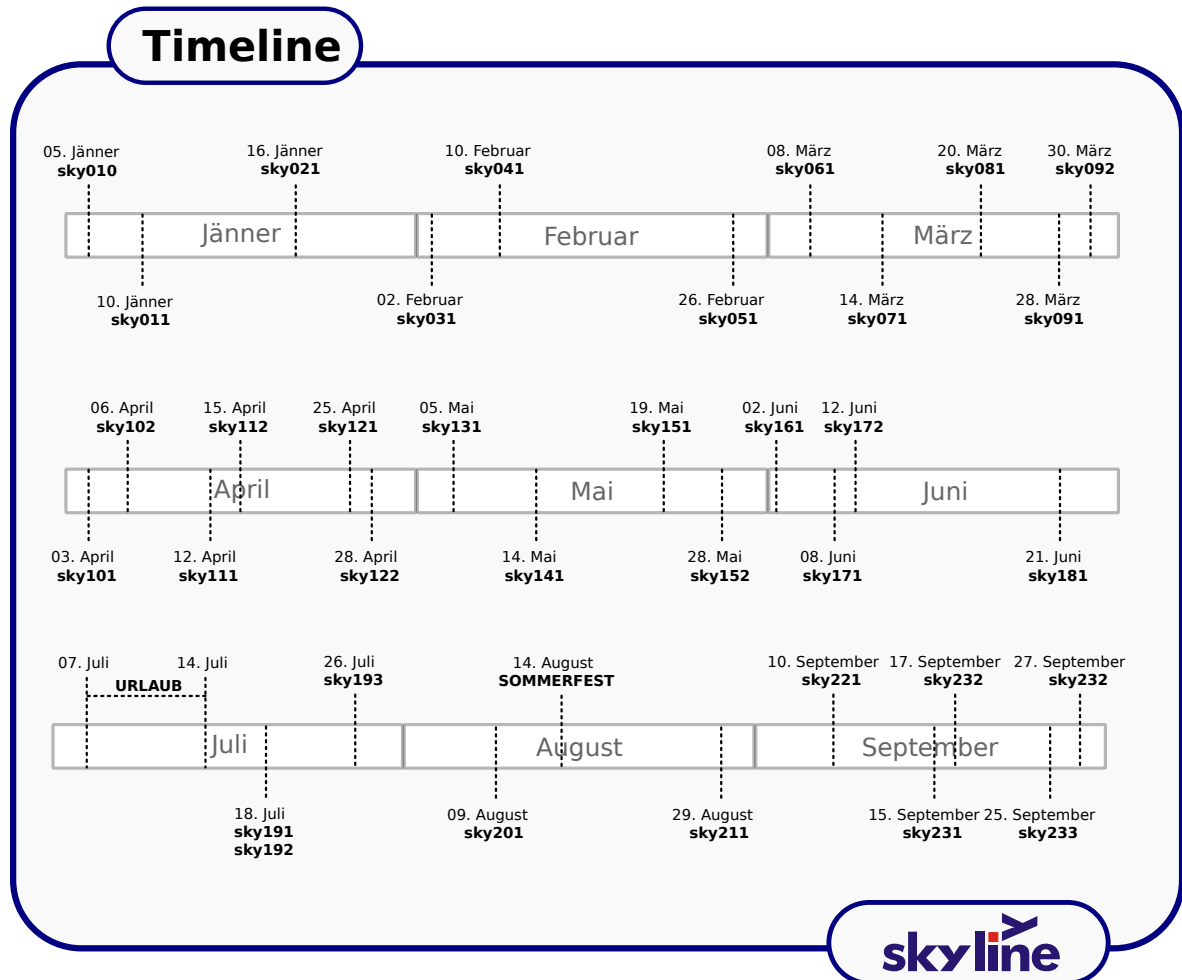 Timeline
05. Jänner
sky010
16. Jänner
sky021
10. Februar
sky041
08. März
sky061
20. März
sky081
30. März
sky092
Jänner
Februar
März
10. Jänner
sky011
02. Februar
sky031
26. Februar
sky051
14. März
sky071
28. März
sky091
06. April
sky102
15. April
sky112
25. April
sky121
05. Mai
sky131
19. Mai
sky151
02. Juni
sky161
12. Juni
sky172
April
Mai
Juni
03. April
sky101
12. April
sky111
28. April
sky122
14. Mai
sky141
28. Mai
sky152
08. Juni
sky171
21. Juni
sky181
07. Juli
14. Juli
URLAUB
26. Juli
sky193
14. August
SOMMERFEST
10. September
sky221
17. September
sky232
27. September
sky232
Juli
August
September
18. Juli
sky191
sky192
09. August
sky201
29. August
sky211
15. September
sky231
25. September
sky233
skyline